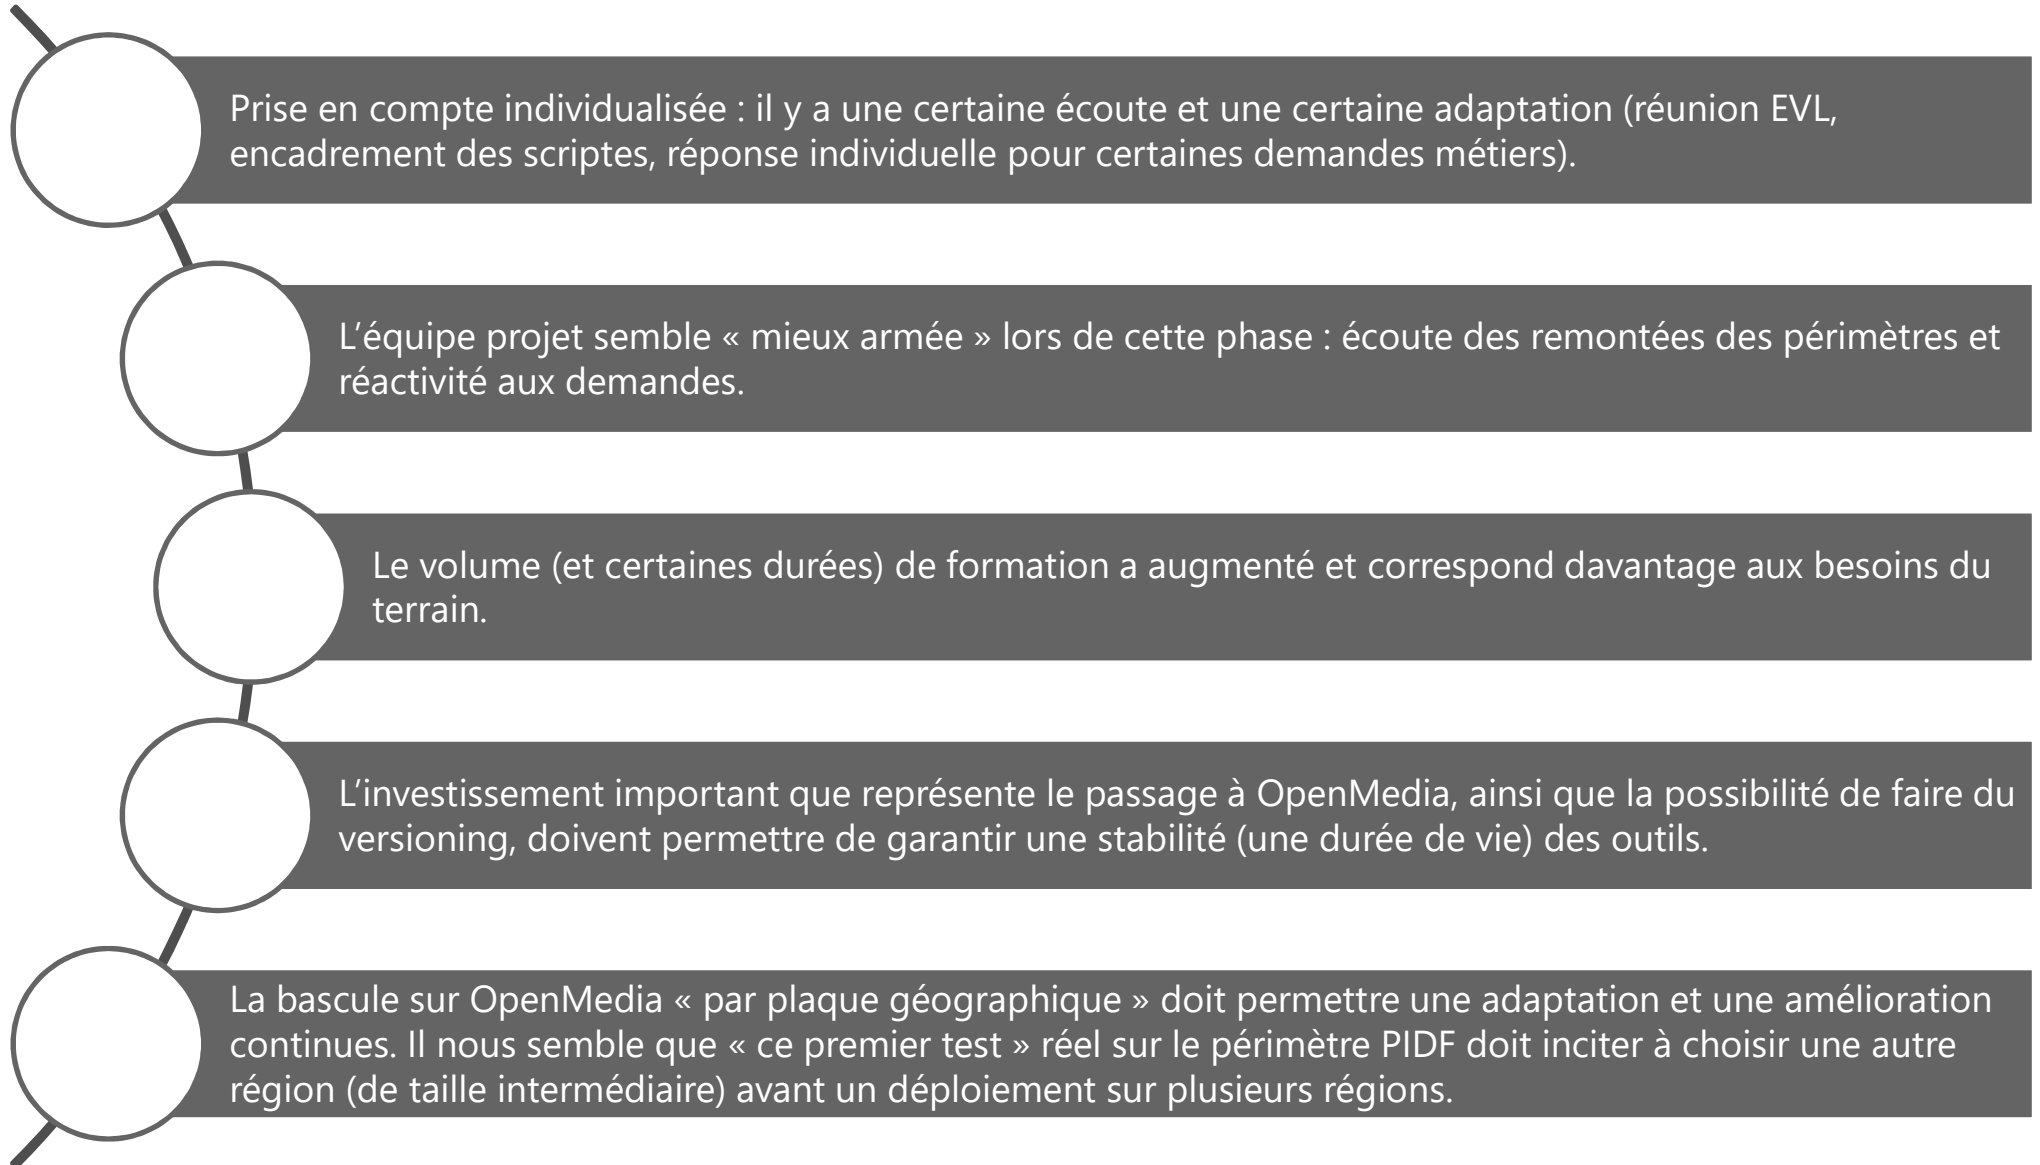 Prise en compte individualisée : il y a une certaine écoute et une certaine adaptation (réunion EVL,
encadrement des scriptes, réponse individuelle pour certaines demandes métiers).
L’équipe projet semble « mieux armée » lors de cette phase : écoute des remontées des périmètres et
réactivité aux demandes.
Le volume (et certaines durées) de formation a augmenté et correspond davantage aux besoins du
terrain.
L’investissement important que représente le passage à OpenMedia, ainsi que la possibilité de faire du
versioning, doivent permettre de garantir une stabilité (une durée de vie) des outils.
La bascule sur OpenMedia « par plaque géographique » doit permettre une adaptation et une amélioration
continues. Il nous semble que « ce premier test » réel sur le périmètre PIDF doit inciter à choisir une autre
région (de taille intermédiaire) avant un déploiement sur plusieurs régions.